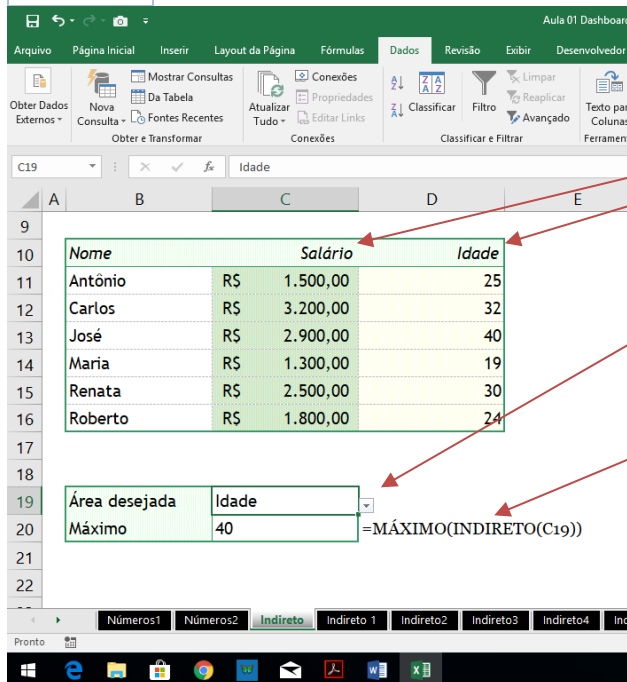 Aula 01 Dashboard
Arquivo Página Inicial Inserir Layout da Página Fórmulas Dados Revisão Exibir Desenvolvedor
Obter Dados Externos
Nova Consulta
Mostrar Consultas
Da Tabela
Fontes Recentes
Obter e Transformar
Atualizar Tudo
Conexões
Propriedades
Editar Links
Conexões
Classificar
Filtro
Limpar
Reaplicar
Avançado
Classificar e Filtrar
Texto par
Colunas
Ferrament
C19 fx Idade
A B C D E
9
10 Nome Salário Idade
11 Antônio R$ 1.500,00 25
12 Carlos R$ 3.200,00 32
13 José R$ 2.900,00 40
14 Maria R$ 1.300,00 19
15 Renata R$ 2.500,00 30
16 Roberto R$ 1.800,00 24
17
18
19 Área desejada Idade
20 Máximo 40 =MÁXIMO(INDIRETO(C19))
21
22
Números1 Números2 Indireto Indireto 1 Indireto2 Indireto3 Indireto4
Pronto